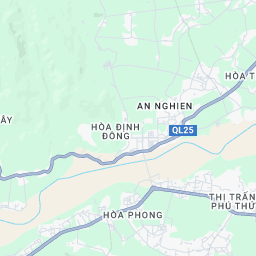 HÒA T
AN NGHIEN
ÂY
HÒA ĐỊNH
ĐÔNG
QL25
THỊ TRẤN
PHÚ THỨ
HÒA PHONG